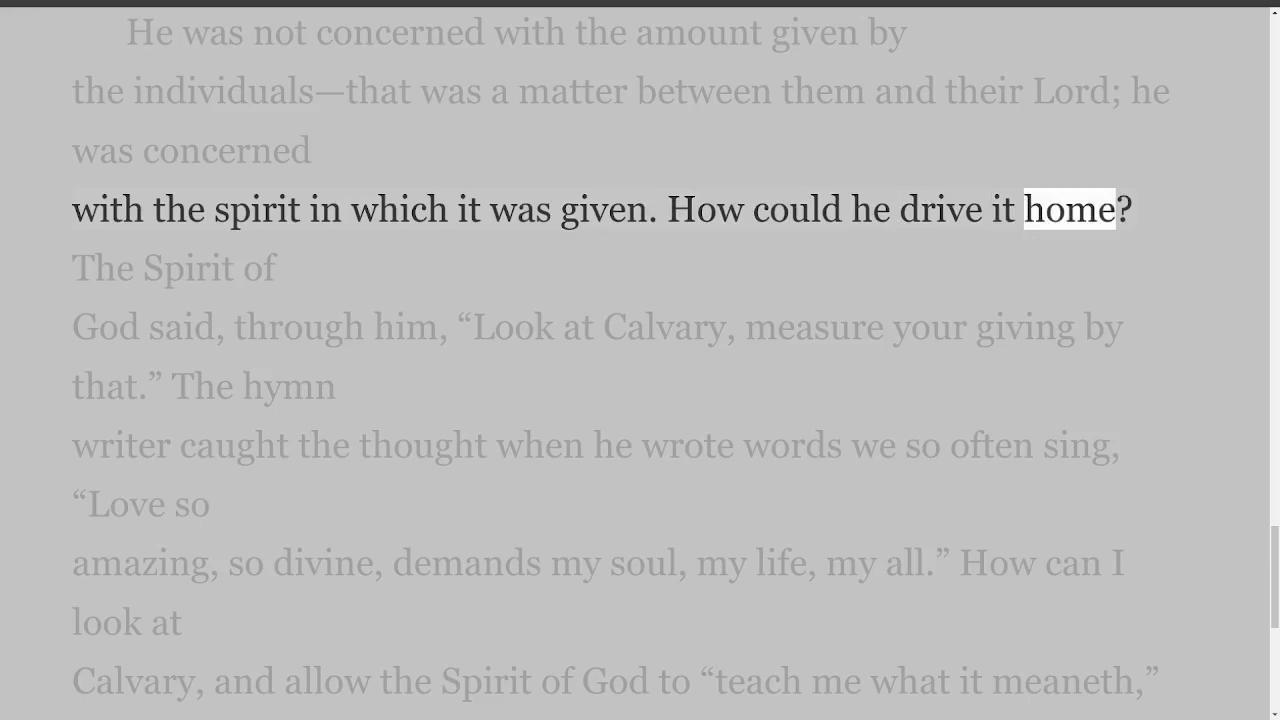 He was not concerned with the amount given by
the individuals—that was a matter between them and their Lord; he
was concerned
with the spirit in which it was given. How could he drive it home?
The Spirit of
God said, through him, “Look at Calvary, measure your giving by
that.” The hymn
writer caught the thought when he wrote words we so often sing,
“Love so
amazing, so divine, demands my soul, my life, my all.” How can I
look at
Calvary, and allow the Spirit of God to “teach me what it meaneth,”